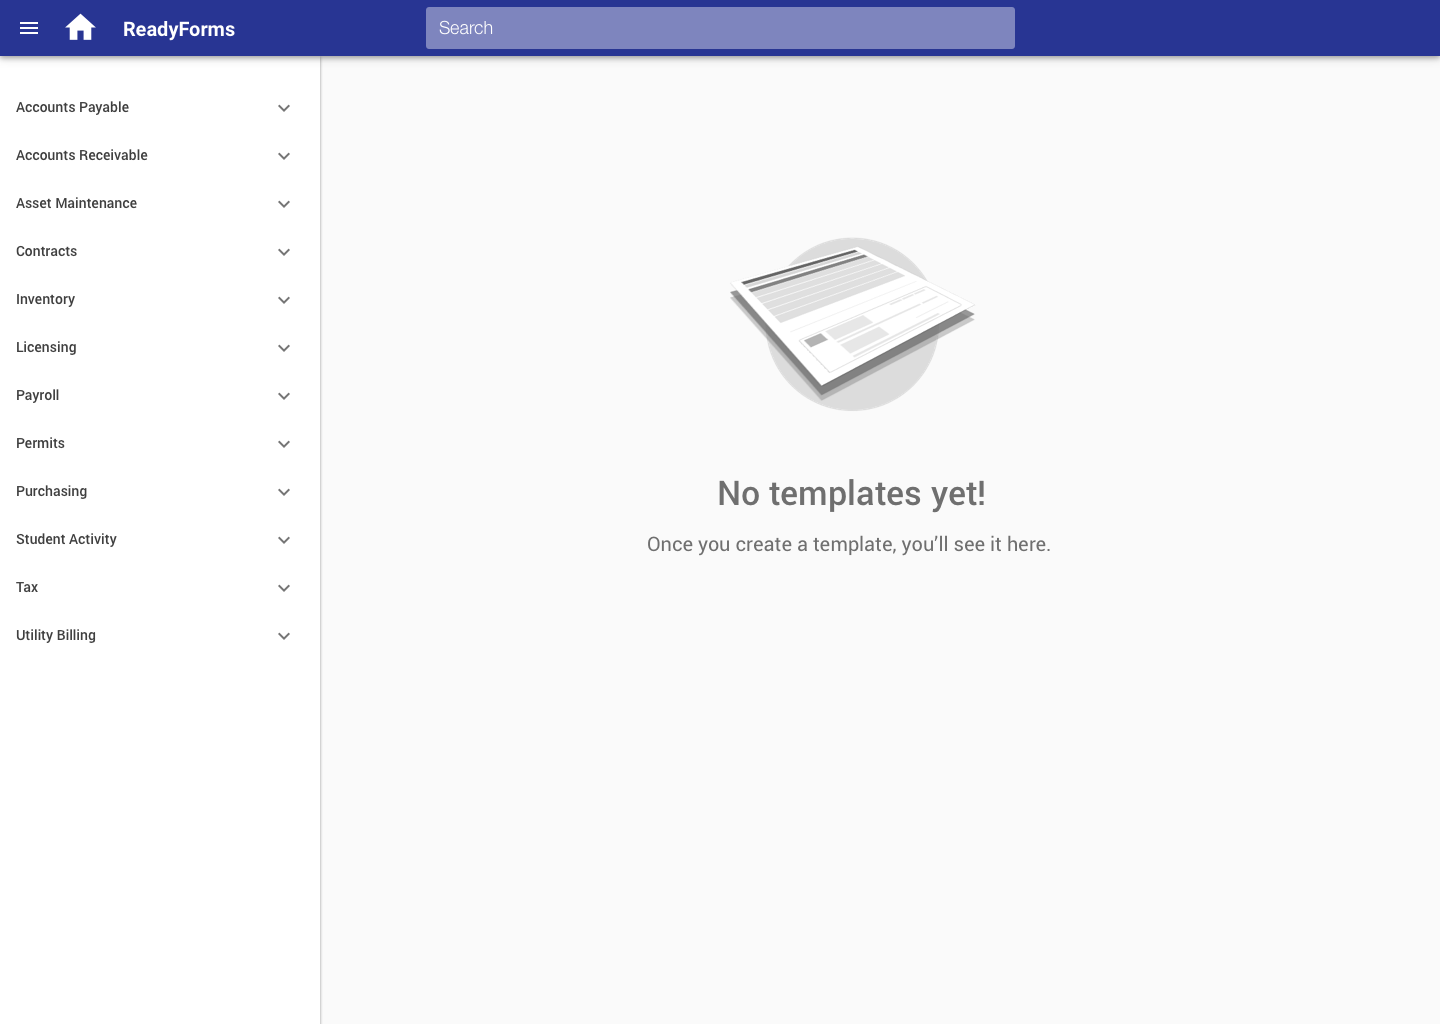 ReadyForms
Search
Accounts Payable
Accounts Receivable
Asset Maintenance
Contracts
Inventory
Licensing
Payroll
Permits
Purchasing
Student Activity
Tax
Utility Billing
No templates yet!
Once you create a template, you’ll see it here.